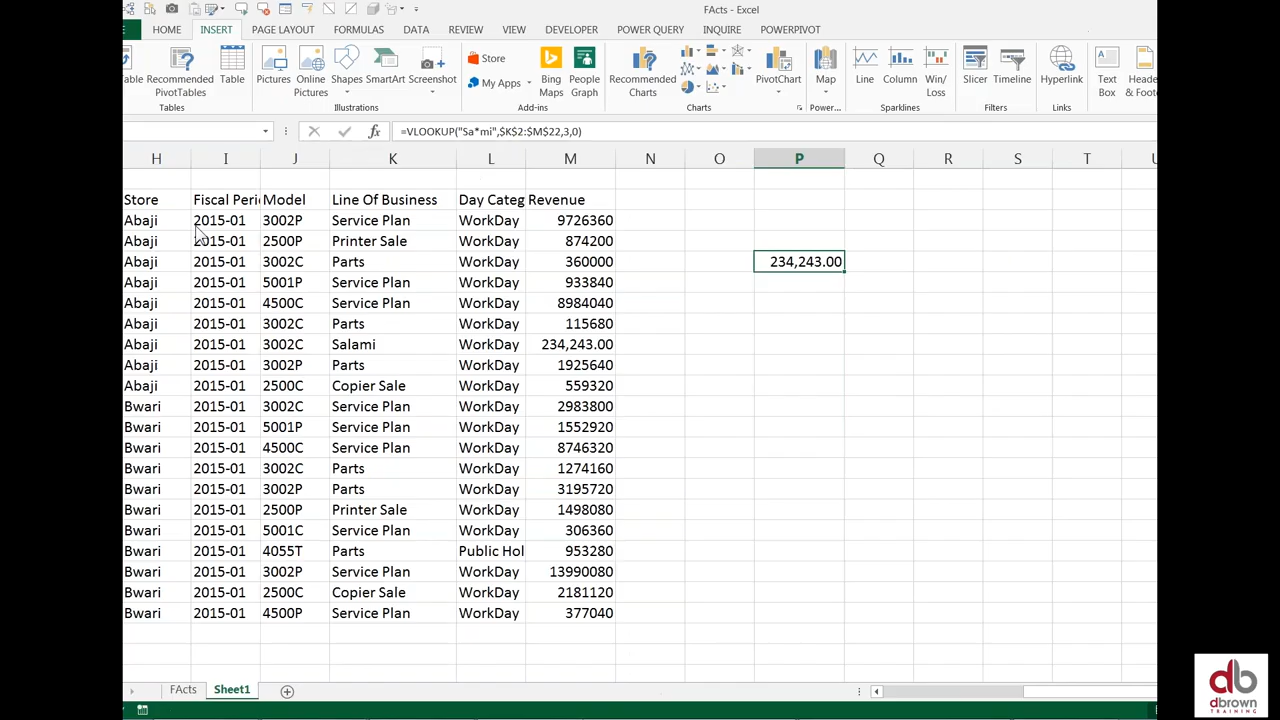 FActs - Excel
HOME INSERT PAGE LAYOUT FORMULAS DATA REVIEW VIEW DEVELOPER POWER QUERY INQUIRE POWERPIVOT
Recommended PivotTables
Table
Tables
Pictures
Online Pictures
Shapes
SmartArt
Screenshot
Illustrations
Store
My Apps
Bing Maps
People Graph
Add-ins
Recommended Charts
PivotChart
Charts
Map
Power...
Line
Column
Win/ Loss
Sparklines
Slicer
Timeline
Filters
Hyperlink
Links
Text Box
fx =VLOOKUP("Sa*mi",$K$2:$M$22,3,0)
H I J K L M N O P Q R S T
Store Fiscal Peri Model Line Of Business Day Categ Revenue
Abaji 2015-01 3002P Service Plan WorkDay 9726360
Abaji 2015-01 2500P Printer Sale WorkDay 874200
Abaji 2015-01 3002C Parts WorkDay 360000 234,243.00
Abaji 2015-01 5001P Service Plan WorkDay 933840
Abaji 2015-01 4500C Service Plan WorkDay 8984040
Abaji 2015-01 3002C Parts WorkDay 115680
Abaji 2015-01 3002C Salami WorkDay 234,243.00
Abaji 2015-01 3002P Parts WorkDay 1925640
Abaji 2015-01 2500C Copier Sale WorkDay 559320
Bwari 2015-01 3002C Service Plan WorkDay 2983800
Bwari 2015-01 5001P Service Plan WorkDay 1552920
Bwari 2015-01 4500C Service Plan WorkDay 8746320
Bwari 2015-01 3002C Parts WorkDay 1274160
Bwari 2015-01 3002P Parts WorkDay 3195720
Bwari 2015-01 2500P Printer Sale WorkDay 1498080
Bwari 2015-01 5001C Service Plan WorkDay 306360
Bwari 2015-01 4055T Parts Public Hol 953280
Bwari 2015-01 3002P Service Plan WorkDay 13990080
Bwari 2015-01 2500C Copier Sale WorkDay 2181120
Bwari 2015-01 4500P Service Plan WorkDay 377040
FActs Sheet1
db
dbrown
TRAINING